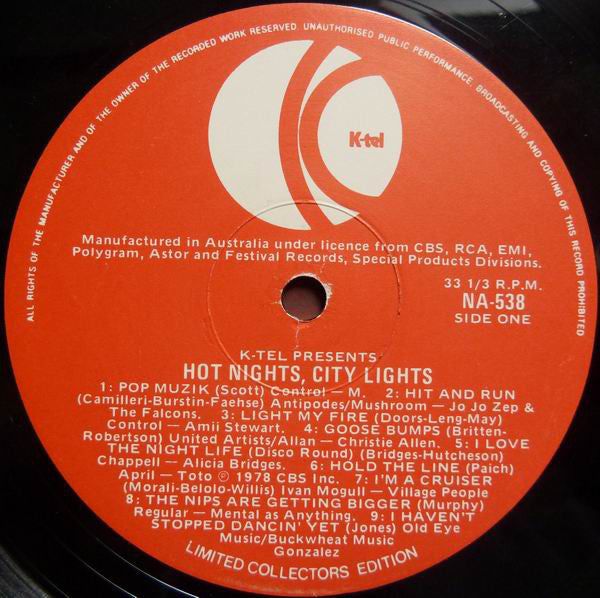 ALL RIGHTS OF THE MANUFACTURER AND OF THE OWNER OF THE RECORDED WORK RESERVED. UNAUTHORISED PUBLIC PERFORMANCE, BROADCASTING AND COPYING OF THIS RECORD PROHIBITED
K-tel
Manufactured in Australia under licence from CBS, RCA, EMI,
Polygram, Astor and Festival Records, Special Products Divisions.
33 1/3 R.P.M.
NA-538
SIDE ONE
K-TEL PRESENTS
HOT NIGHTS, CITY LIGHTS
1: POP MUZIK (Scott) Control — M. 2: HIT AND RUN
(Camilleri-Burstin-Faehse) Antipodes/Mushroom — Jo Jo Zep &
The Falcons. 3: LIGHT MY FIRE (Doors-Leng-May)
Control — Amii Stewart. 4: GOOSE BUMPS (Britten-
Robertson) United Artists/Allan — Christie Allen. 5: I LOVE
THE NIGHT LIFE (Disco Round) (Bridges-Hutcheson)
Chappell — Alicia Bridges. 6: HOLD THE LINE (Paich)
April — Toto ℗ 1978 CBS Inc. 7: I'M A CRUISER
(Morali-Belolo-Willis) Ivan Mogull — Village People
8: THE NIPS ARE GETTING BIGGER (Murphy)
Regular — Mental as Anything. 9: I HAVEN'T
STOPPED DANCIN' YET (Jones) Old Eye
Music/Buckwheat Music
Gonzalez
LIMITED COLLECTORS EDITION